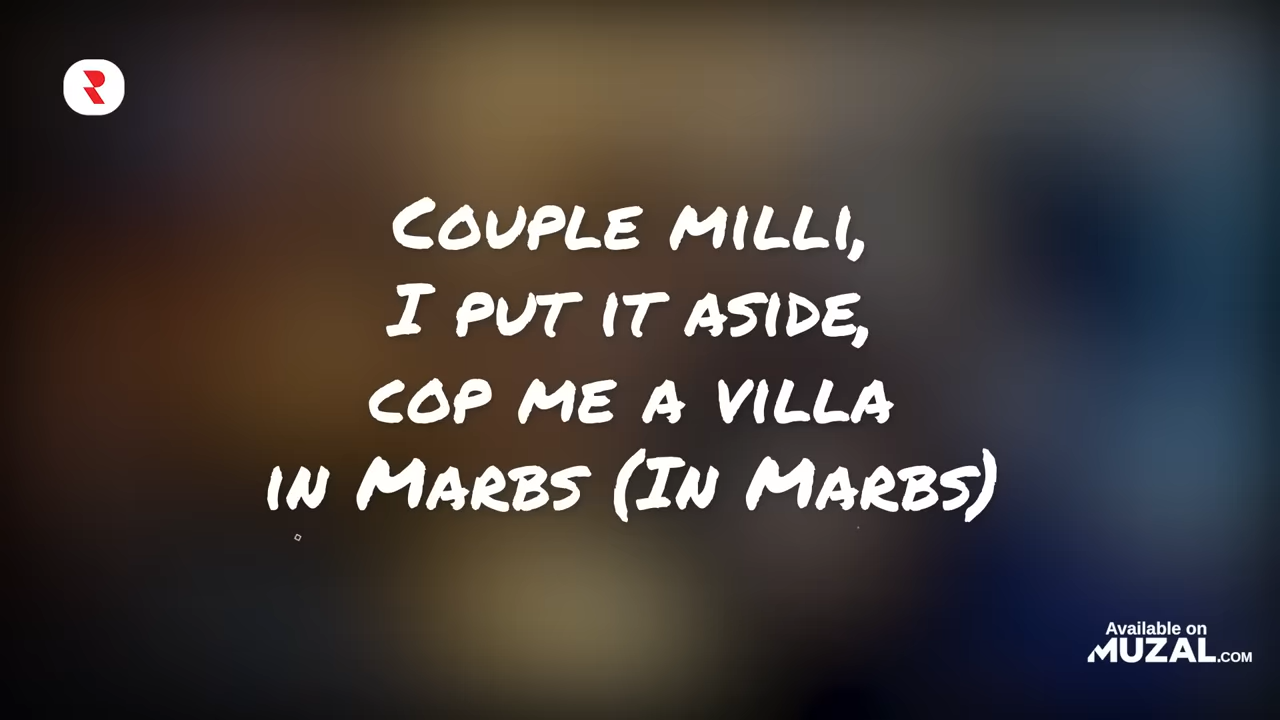 Couple milli,
I put it aside,
cop me a villa
in Marbs (In Marbs)
Available on
MUZAL.COM